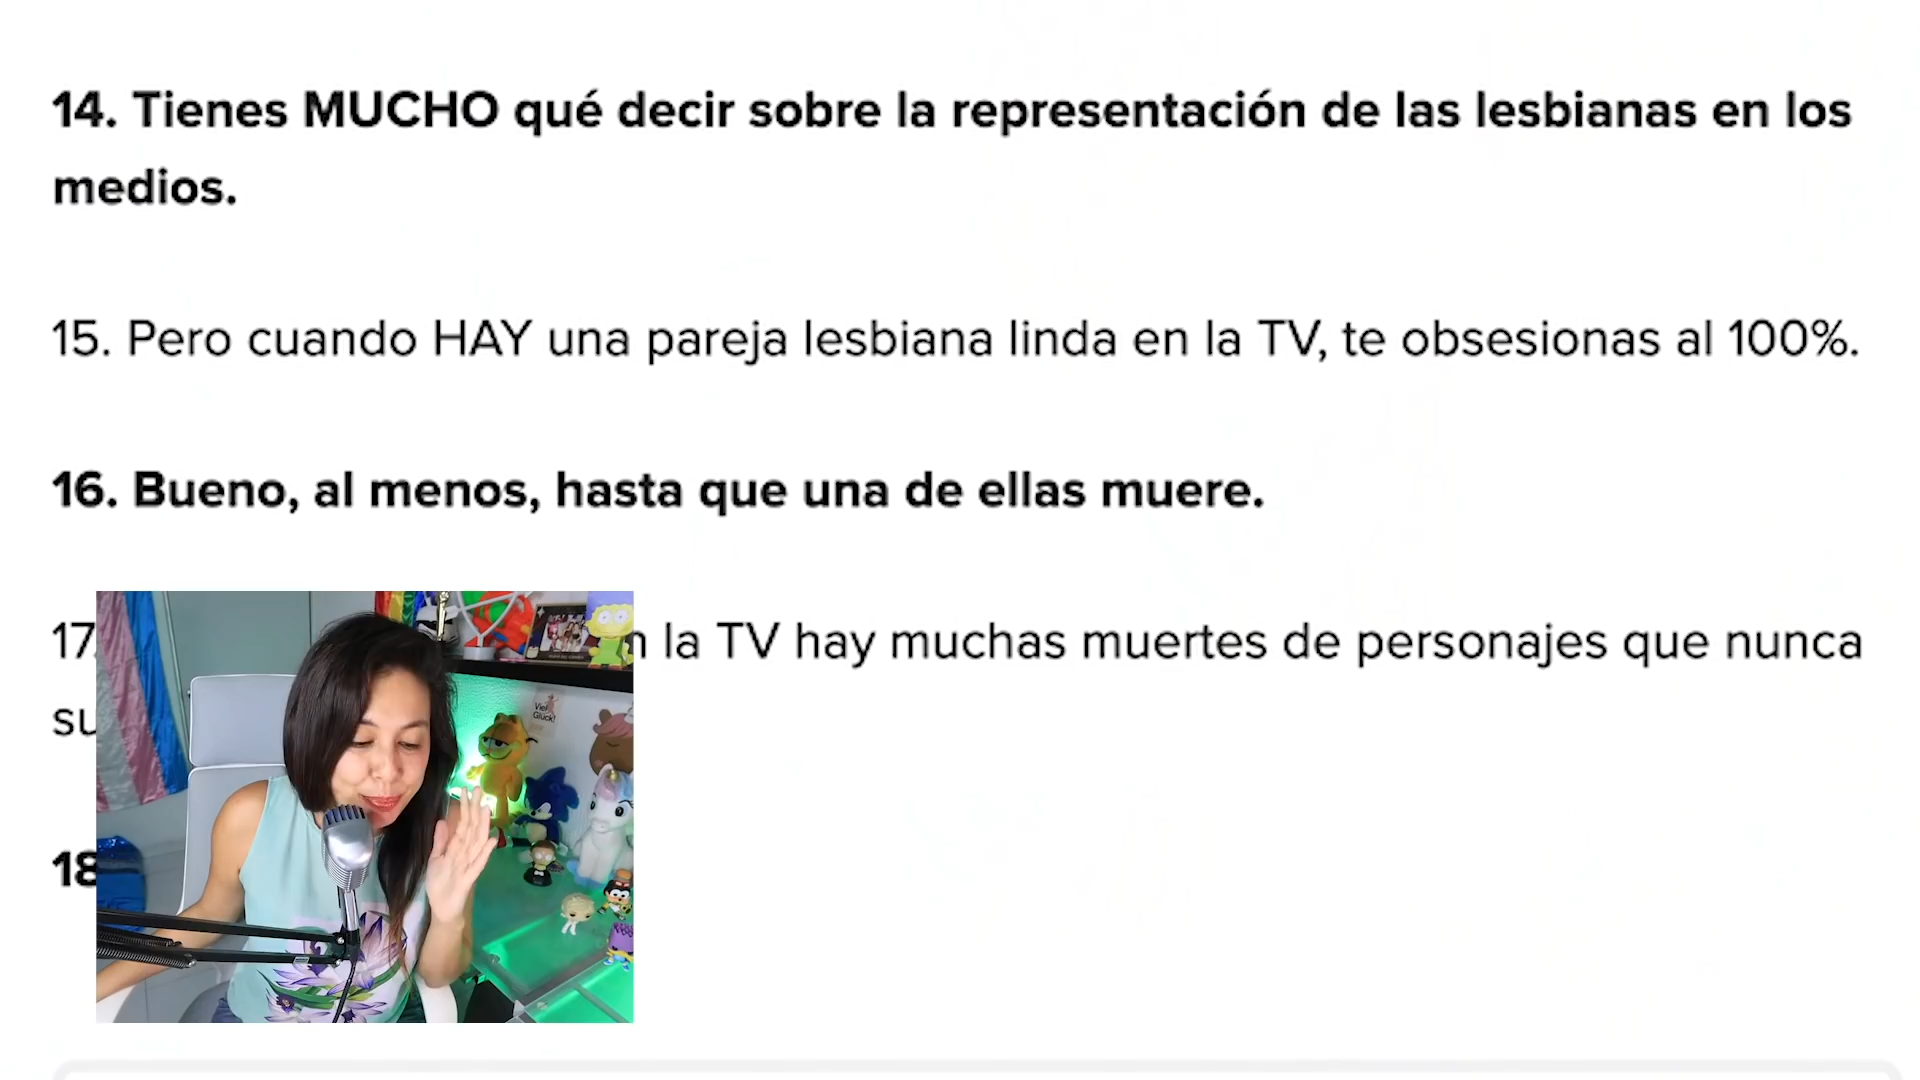 14. Tienes MUCHO qué decir sobre la representación de las lesbianas en los
medios.
15. Pero cuando HAY una pareja lesbiana linda en la TV, te obsesionas al 100%.
16. Bueno, al menos, hasta que una de ellas muere.
17
la TV hay muchas muertes de personajes que nunca
su
18
Viel
Glück!